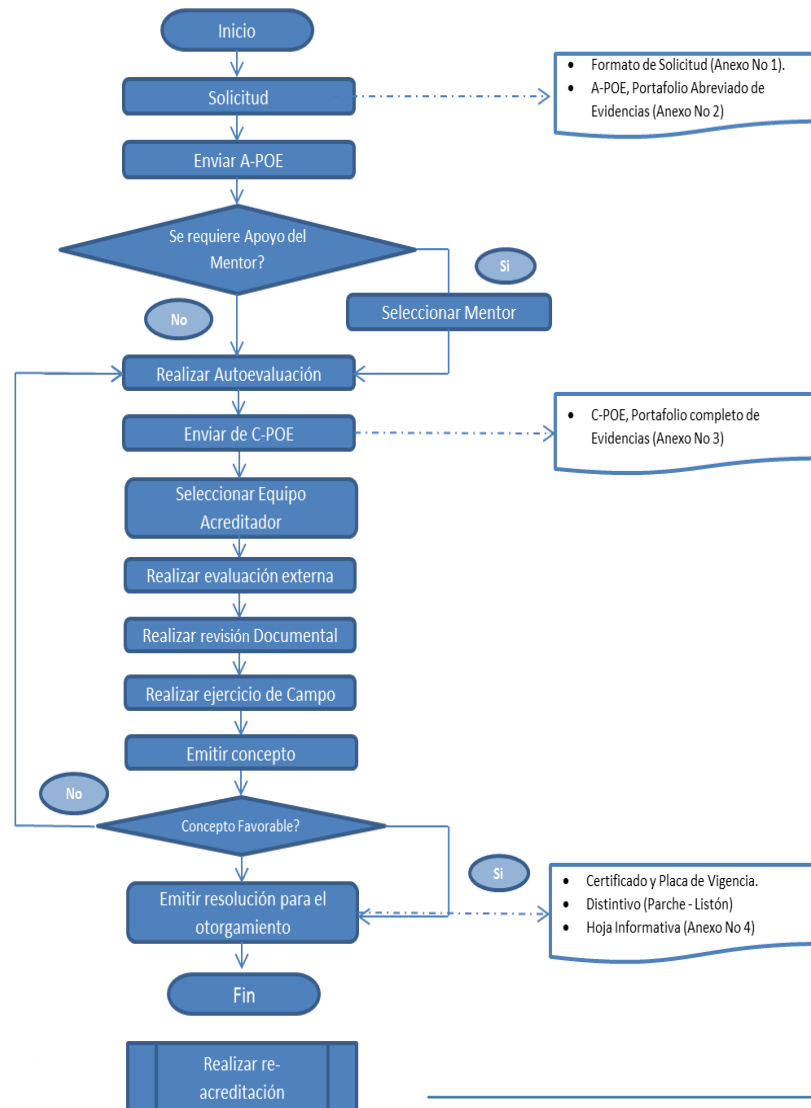 Inicio
Solicitud
• Formato de Solicitud (Anexo No 1).
• A-POE, Portafolio Abreviado de
Evidencias (Anexo No 2)
Enviar A-POE
Se requiere Apoyo del
Mentor?
Si
No
Seleccionar Mentor
Realizar Autoevaluación
Enviar de C-POE
• C-POE, Portafolio completo de
Evidencias (Anexo No 3)
Seleccionar Equipo
Acreditador
Realizar evaluación externa
Realizar revisión Documental
Realizar ejercicio de Campo
Emitir concepto
No
Concepto Favorable?
Si
Emitir resolución para el
otorgamiento
• Certificado y Placa de Vigencia.
• Distintivo (Parche - Listón)
• Hoja Informativa (Anexo No 4)
Fin
Realizar re-
acreditación